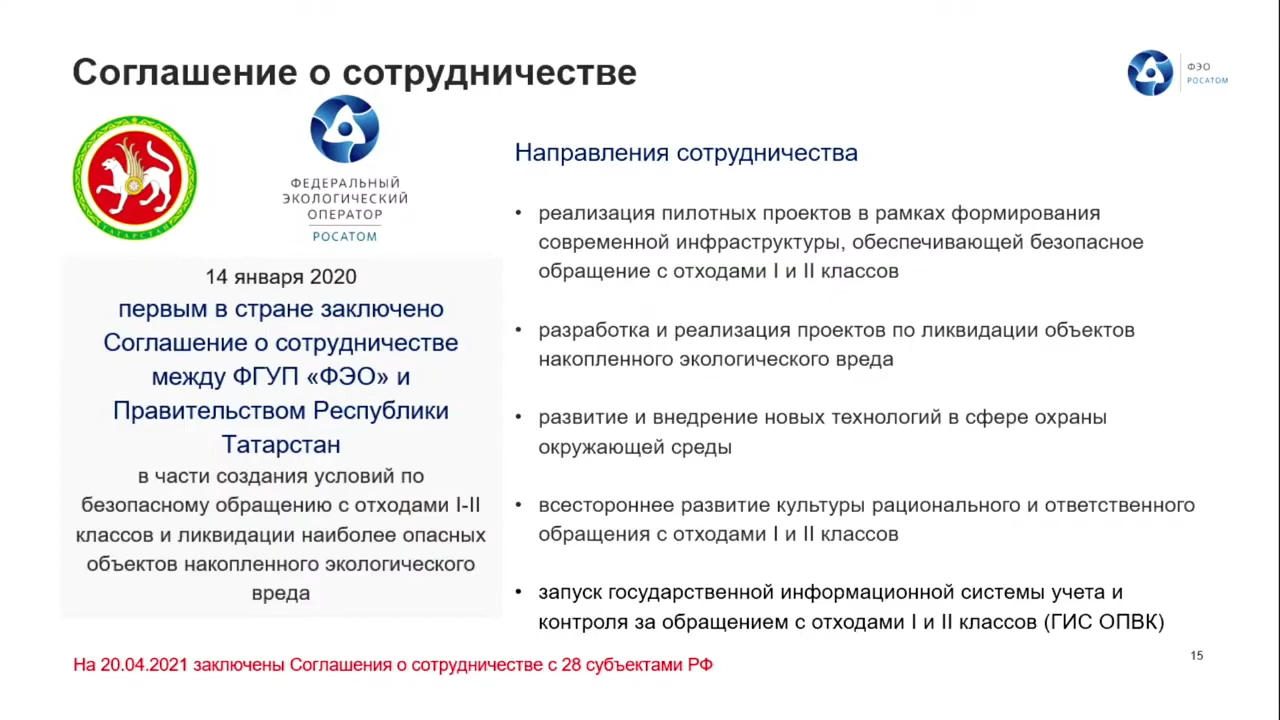 Соглашение о сотрудничестве
ФЭО
РОСАТОМ
ТАТАРСТАН
ФЕДЕРАЛЬНЫЙ
ЭКОЛОГИЧЕСКИЙ
ОПЕРАТОР
РОСАТОМ
14 января 2020
первым в стране заключено
Соглашение о сотрудничестве
между ФГУП «ФЭО» и
Правительством Республики
Татарстан
в части создания условий по
безопасному обращению с отходами I-II
классов и ликвидации наиболее опасных
объектов накопленного экологического
вреда
Направления сотрудничества
• реализация пилотных проектов в рамках формирования
современной инфраструктуры, обеспечивающей безопасное
обращение с отходами I и II классов
• разработка и реализация проектов по ликвидации объектов
накопленного экологического вреда
• развитие и внедрение новых технологий в сфере охраны
окружающей среды
• всестороннее развитие культуры рационального и ответственного
обращения с отходами I и II классов
• запуск государственной информационной системы учета и
контроля за обращением с отходами I и II классов (ГИС ОПВК)
На 20.04.2021 заключены Соглашения о сотрудничестве с 28 субъектами РФ
15